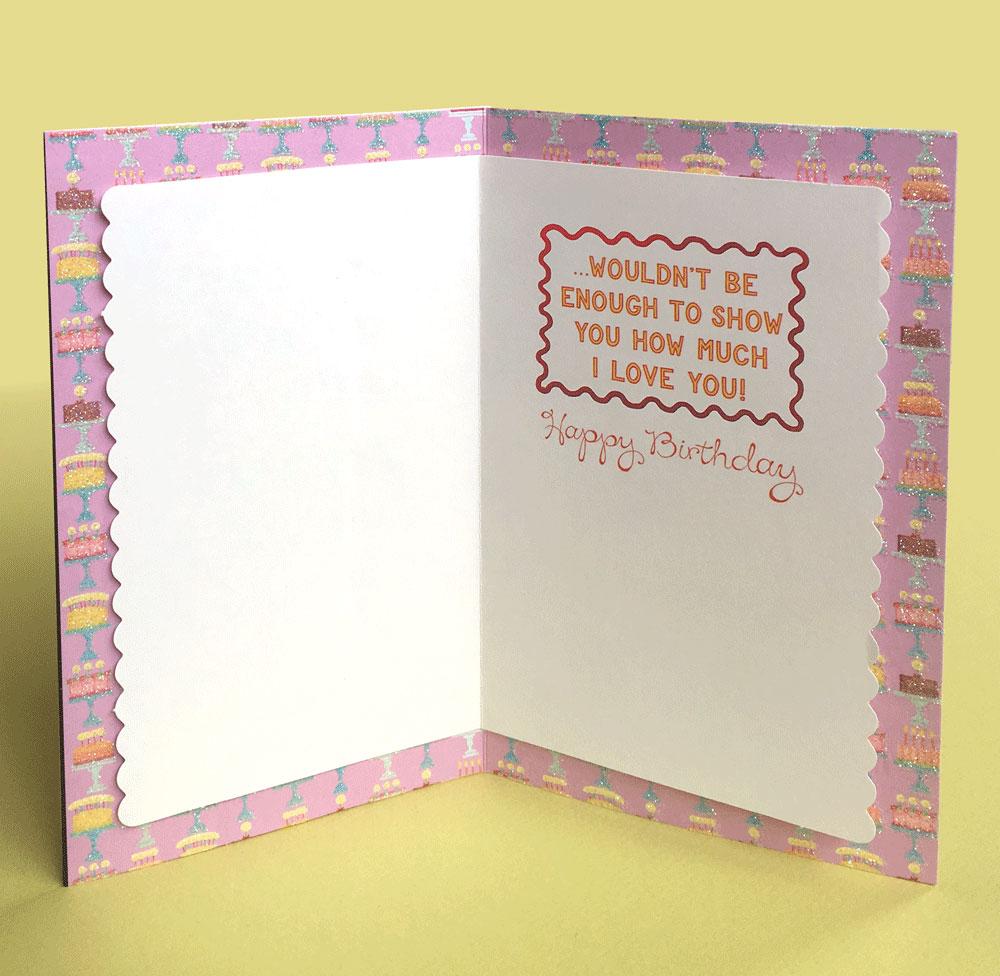 ...WOULDN'T BE
ENOUGH TO SHOW
YOU HOW MUCH
I LOVE YOU!
Happy Birthday